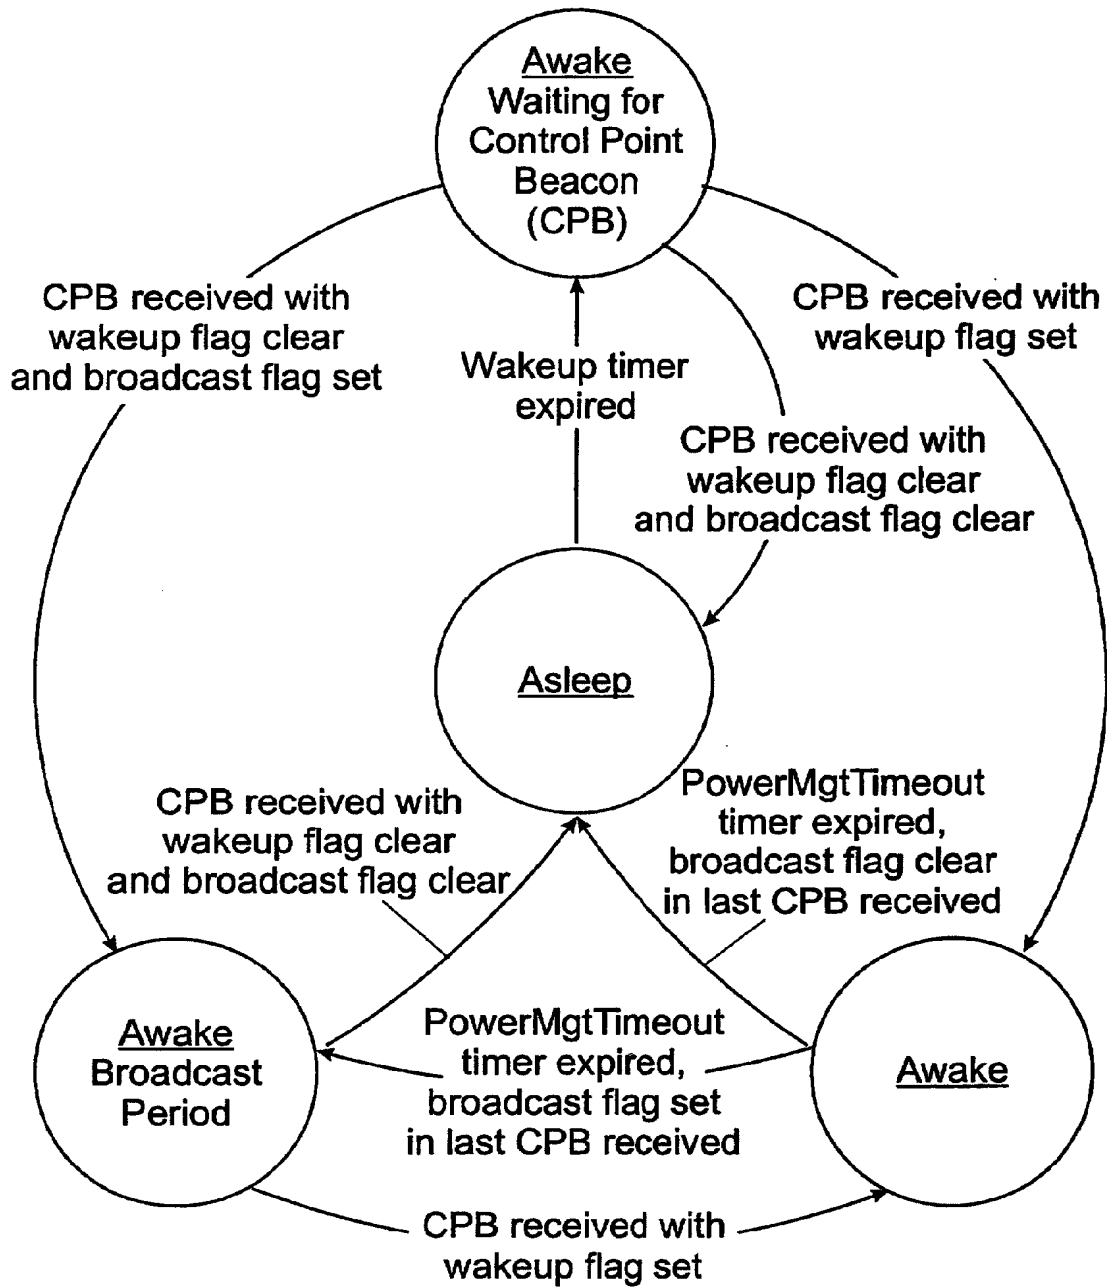 Awake
Waiting for
Control Point
Beacon
(CPB)
CPB received with
wakeup flag clear
and broadcast flag set
Wakeup timer
expired
CPB received with
wakeup flag set
CPB received with
wakeup flag clear
and broadcast flag clear
Asleep
CPB received with
wakeup flag clear
and broadcast flag clear
PowerMgtTimeout
timer expired,
broadcast flag clear
in last CPB received
Awake
Broadcast
Period
PowerMgtTimeout
timer expired,
broadcast flag set
in last CPB received
Awake
CPB received with
wakeup flag set